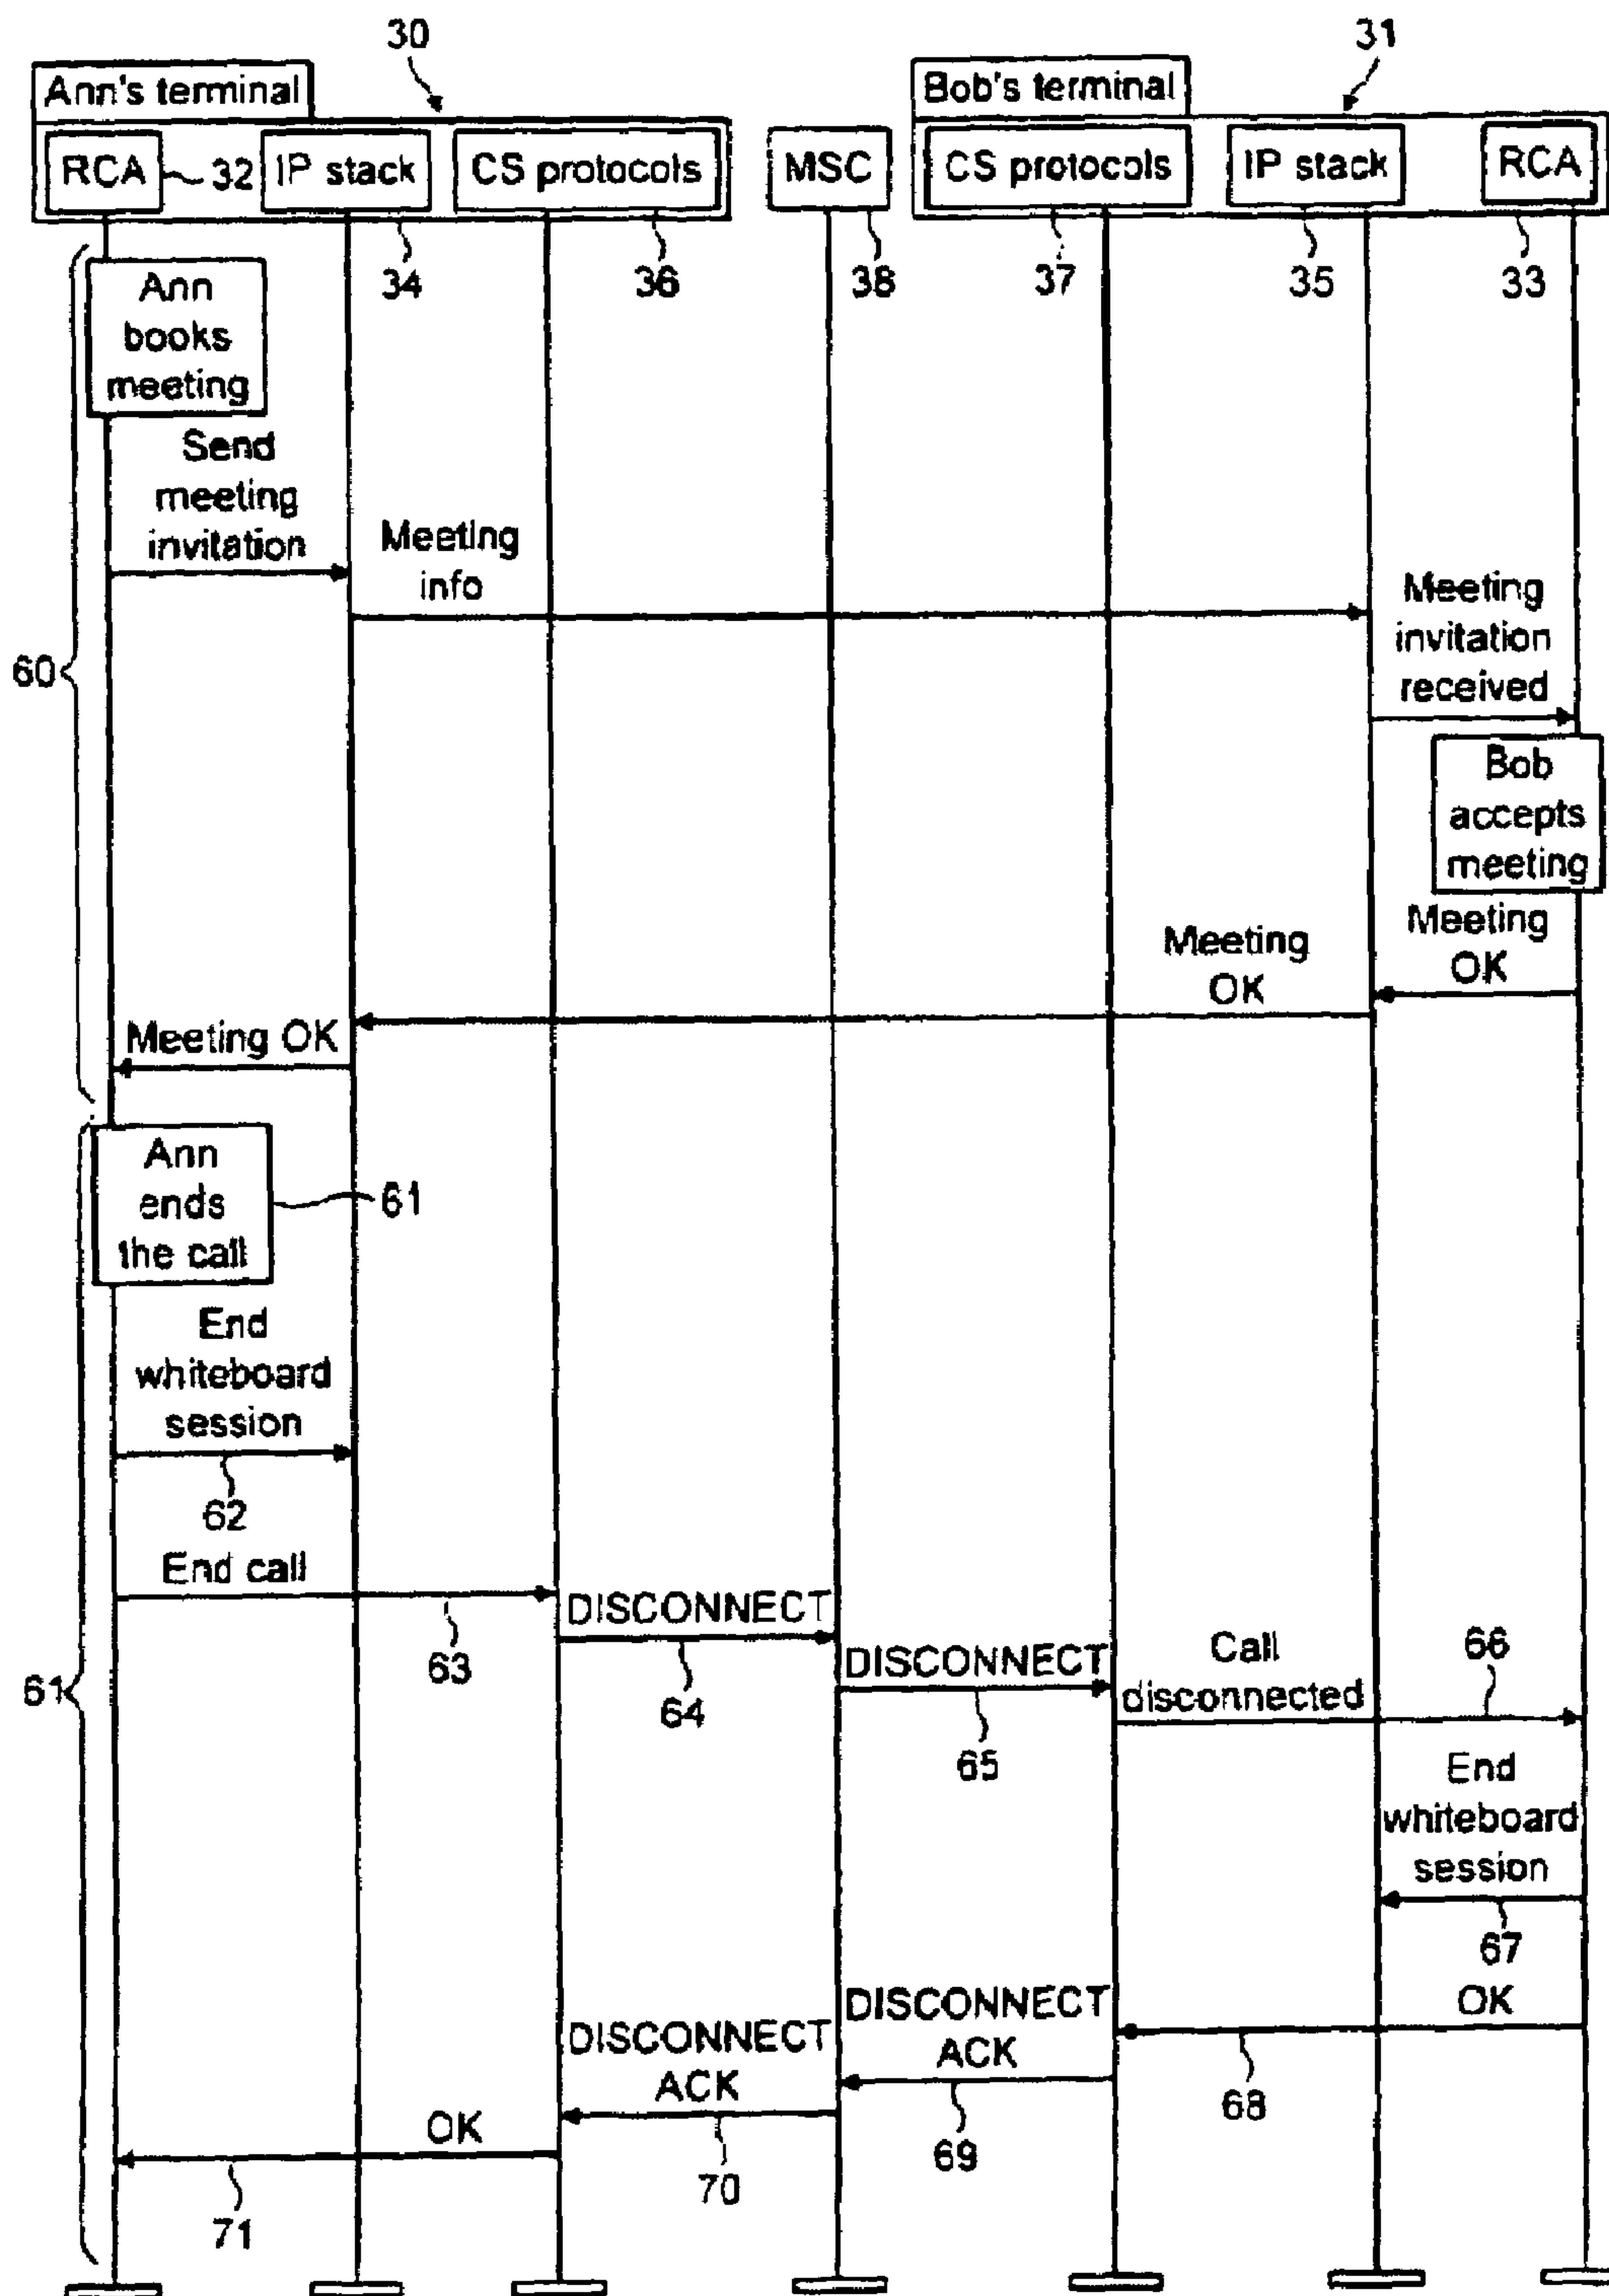 30
31
Ann's terminal
Bob's terminal
RCA
32
IP stack
CS protocols
MSC
CS protocols
IP stack
RCA
34
36
38
37
35
33
Ann
books
meeting
Send
meeting
invitation
Meeting
info
Meeting
invitation
received
60
Bob
accepts
meeting
Meeting
OK
Meeting
OK
Meeting OK
Ann
ends
the call
61
End
whiteboard
session
62
End call
63
DISCONNECT
64
DISCONNECT
65
Call
disconnected
66
61
End
whiteboard
session
67
OK
68
DISCONNECT
ACK
69
DISCONNECT
ACK
70
OK
71